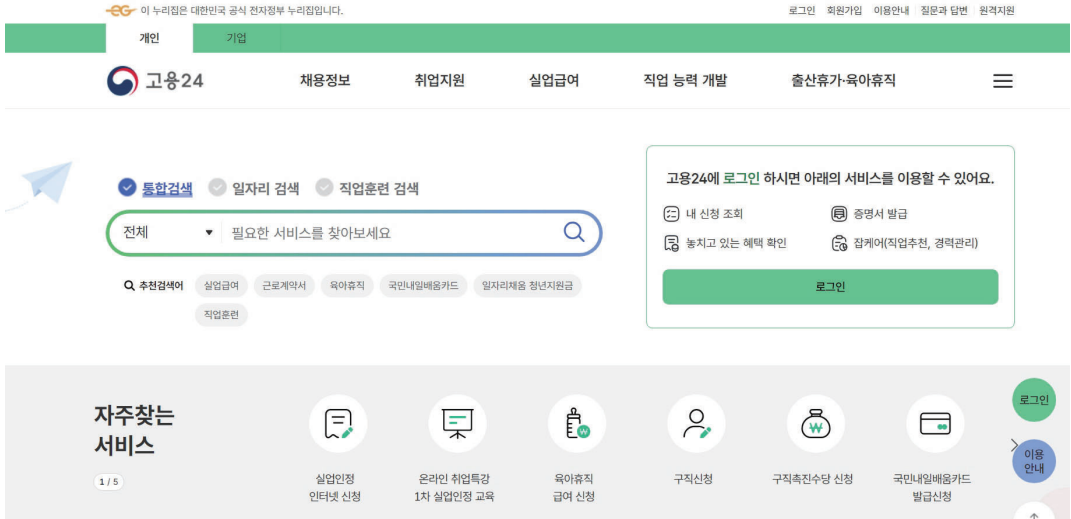 이 누리집은 대한민국 공식 전자정부 누리집입니다.
로그인 회원가입 이용안내 질문과 답변 원격지원
개인 기업
고용24 채용정보 취업지원 실업급여 직업 능력 개발 출산휴가·육아휴직
통합검색 일자리 검색 직업훈련 검색
전체 필요한 서비스를 찾아보세요
추천검색어 실업급여 근로계약서 육아휴직 국민내일배움카드 일자리채움 청년지원금
직업훈련
고용24에 로그인 하시면 아래의 서비스를 이용할 수 있어요.
내 신청 조회 증명서 발급
놓치고 있는 혜택 확인 잡케어(직업추천, 경력관리)
로그인
자주찾는
서비스
1 / 5
실업인정
인터넷 신청
온라인 취업특강
1차 실업인정 교육
육아휴직
급여 신청
구직신청
구직촉진수당 신청
국민내일배움카드
발급신청
로그인
이용
안내